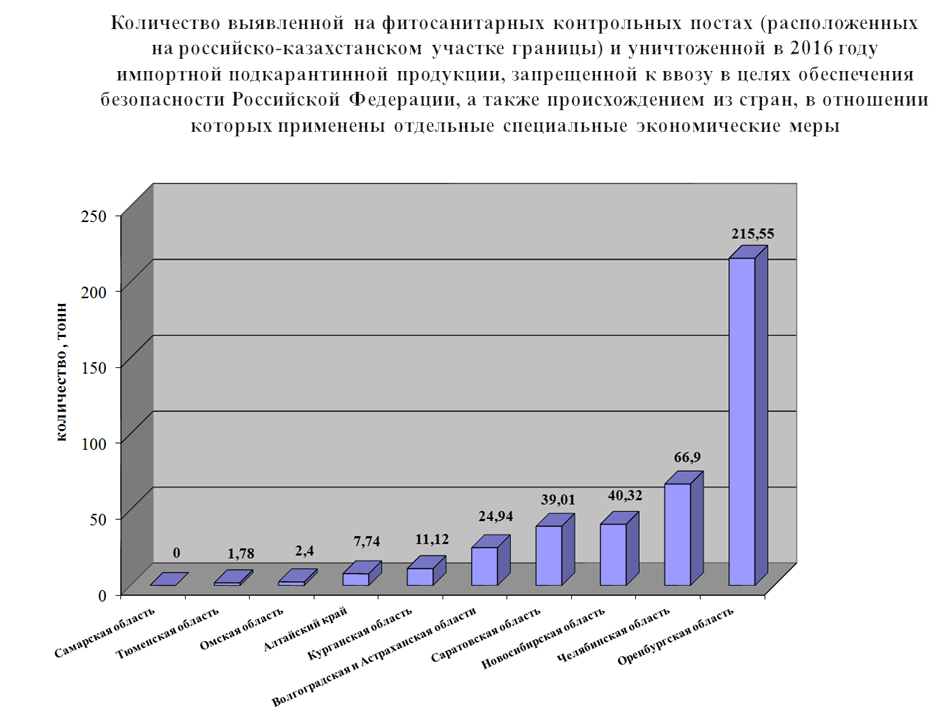 Количество выявленной на фитосанитарных контрольных постах (расположенных
на российско-казахстанском участке границы) и уничтоженной в 2016 году
импортной подкарантинной продукции, запрещенной к ввозу в целях обеспечения
безопасности Российской Федерации, а также происхождением из стран, в отношении
которых применены отдельные специальные экономические меры
количество, тонн
250
200
150
100
50
0
0
1,78
2,4
7,74
11,12
24,94
39,01
40,32
66,9
215,55
Самарская область
Тюменская область
Омская область
Алтайский край
Курганская область
Волгоградская и Астраханская области
Саратовская область
Новосибирская область
Челябинская область
Оренбургская область